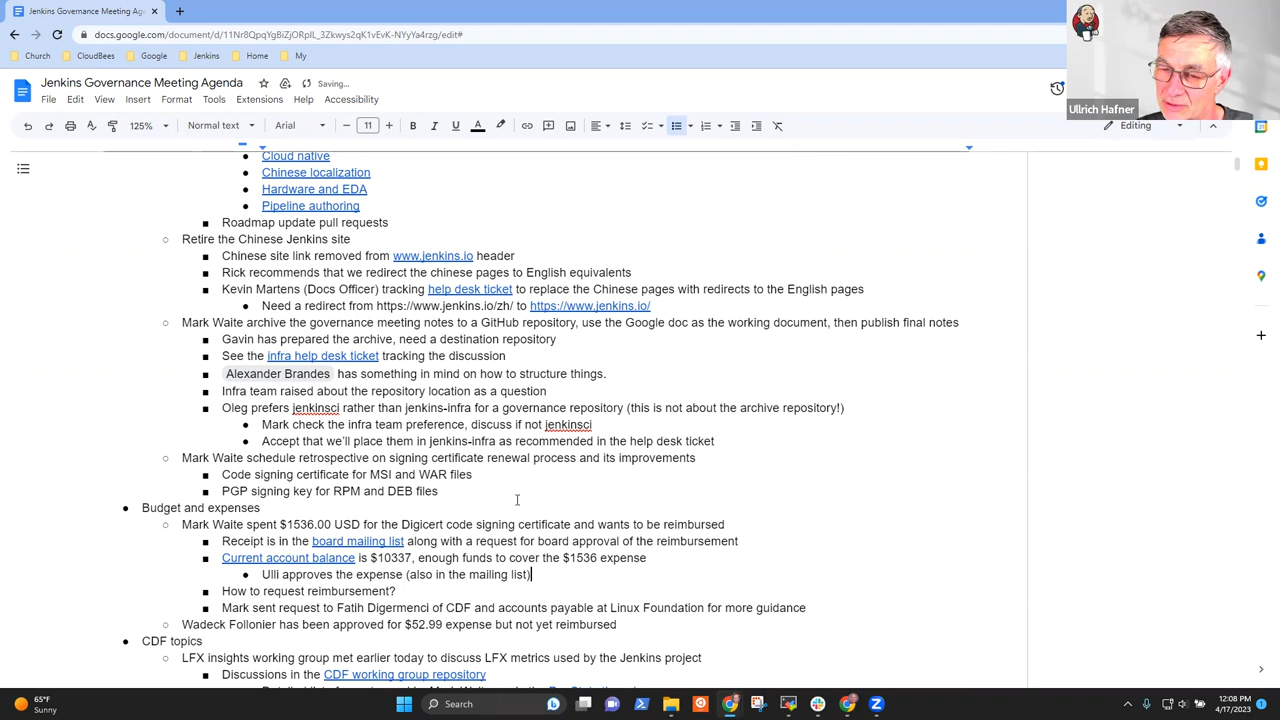 Jenkins Governance Meeting Age
docs.google.com/document/d/11Nr8QpqYgBiZjORpIL_3Zkwys2qK1vEvK-NYyYa4rzg/edit#
Church
CloudBees
Google
Jenkins
Home
My
Jenkins Governance Meeting Agenda
Saving...
File Edit View Insert Format Tools Extensions Help Accessibility
Ullrich Hafner
125% Normal text Arial 11 Editing
Cloud native
Chinese localization
Hardware and EDA
Pipeline authoring
Roadmap update pull requests
Retire the Chinese Jenkins site
Chinese site link removed from www.jenkins.io header
Rick recommends that we redirect the chinese pages to English equivalents
Kevin Martens (Docs Officer) tracking help desk ticket to replace the Chinese pages with redirects to the English pages
Need a redirect from https://www.jenkins.io/zh/ to https://www.jenkins.io/
Mark Waite archive the governance meeting notes to a GitHub repository, use the Google doc as the working document, then publish final notes
Gavin has prepared the archive, need a destination repository
See the infra help desk ticket tracking the discussion
Alexander Brandes has something in mind on how to structure things.
Infra team raised about the repository location as a question
Oleg prefers jenkinsci rather than jenkins-infra for a governance repository (this is not about the archive repository!)
Mark check the infra team preference, discuss if not jenkinsci
Accept that we'll place them in jenkins-infra as recommended in the help desk ticket
Mark Waite schedule retrospective on signing certificate renewal process and its improvements
Code signing certificate for MSI and WAR files
PGP signing key for RPM and DEB files
Budget and expenses
Mark Waite spent $1536.00 USD for the Digicert code signing certificate and wants to be reimbursed
Receipt is in the board mailing list along with a request for board approval of the reimbursement
Current account balance is $10337, enough funds to cover the $1536 expense
Ulli approves the expense (also in the mailing list)
How to request reimbursement?
Mark sent request to Fatih Digermenci of CDF and accounts payable at Linux Foundation for more guidance
Wadeck Follonier has been approved for $52.99 expense but not yet reimbursed
CDF topics
LFX insights working group met earlier today to discuss LFX metrics used by the Jenkins project
Discussions in the CDF working group repository
65°F
Sunny
Search
12:08 PM
4/17/2023